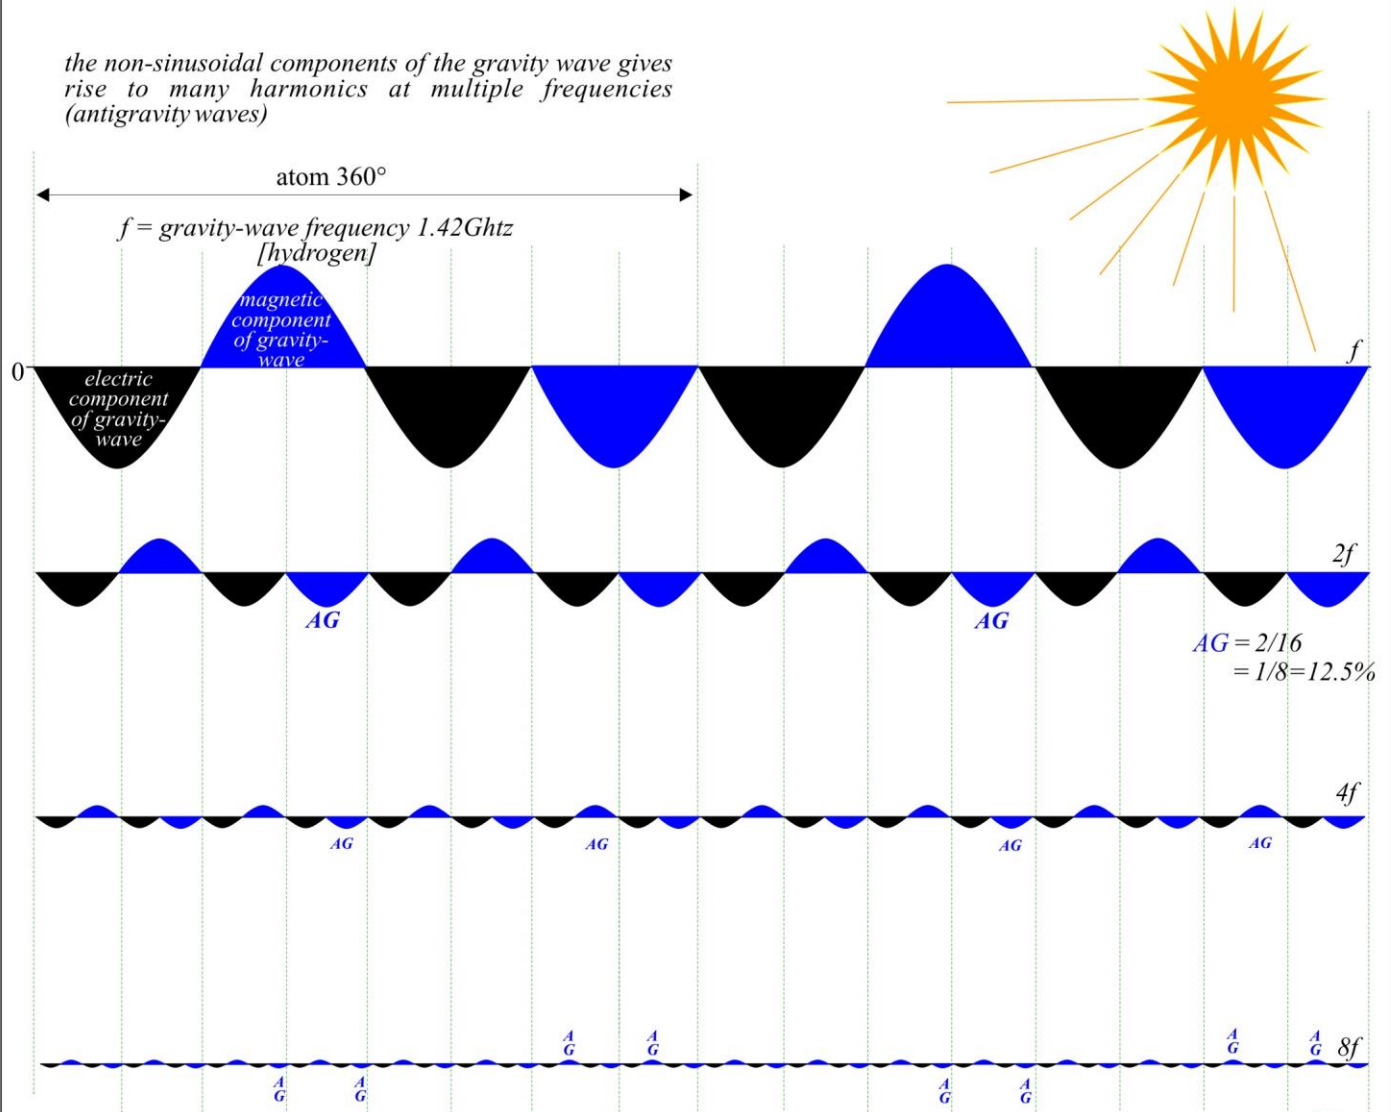 the non-sinusoidal components of the gravity wave gives
rise to many harmonics at multiple frequencies
(antigravity waves)
atom 360°
f = gravity-wave frequency 1.42Ghtz
[hydrogen]
magnetic
component
of gravity-
wave
f
0
electric
component
of gravity-
wave
2f
AG
AG
AG = 2/16
= 1/8=12.5%
4f
AG
AG
AG
AG
A
G
A
G
A
G
A
G
8f
A
G
A
G
A
G
A
G